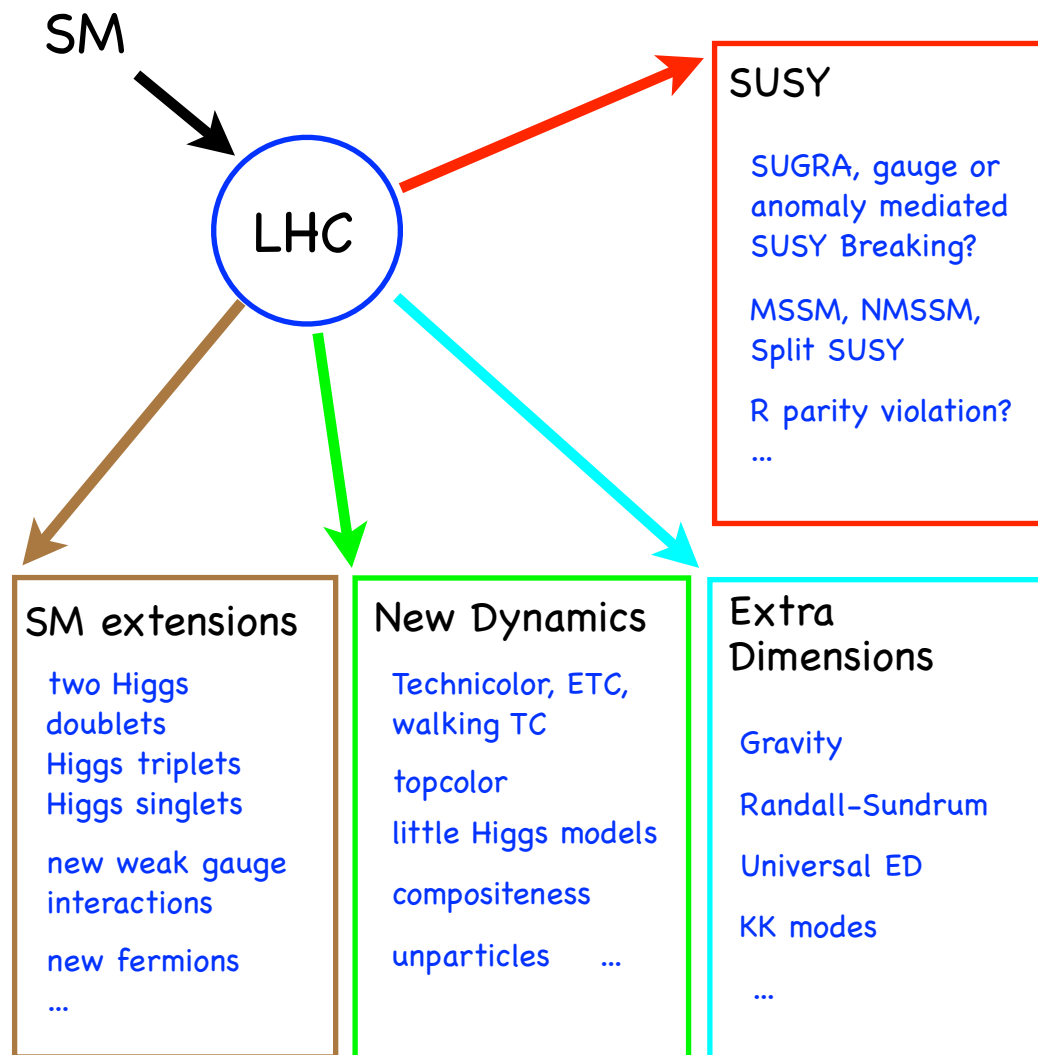 SM
LHC
SUSY
SUGRA, gauge or
anomaly mediated
SUSY Breaking?
MSSM, NMSSM,
Split SUSY
R parity violation?
...
SM extensions
two Higgs
doublets
Higgs triplets
Higgs singlets
new weak gauge
interactions
new fermions
...
New Dynamics
Technicolor, ETC,
walking TC
topcolor
little Higgs models
compositeness
unparticles ...
Extra
Dimensions
Gravity
Randall-Sundrum
Universal ED
KK modes
...